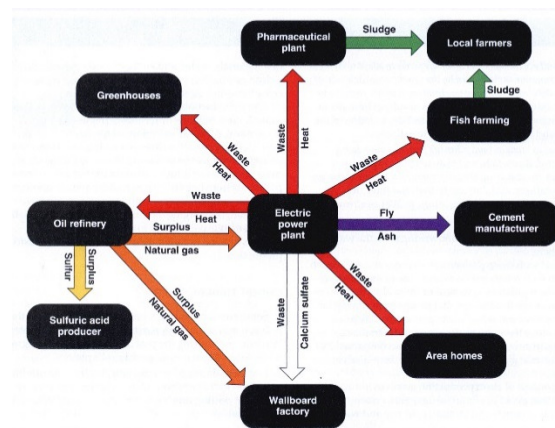 Pharmaceutical
plant
Sludge
Local farmers
Greenhouses
Sludge
Fish farming
Waste
Heat
Waste
Heat
Waste
Heat
Waste
Heat
Oil refinery
Surplus
Natural gas
Electric
power
plant
Fly
Ash
Cement
manufacturer
Surplus
Sulfur
Surplus
Natural gas
Waste
Calcium sulfate
Waste
Heat
Sulfuric acid
producer
Area homes
Wallboard
factory